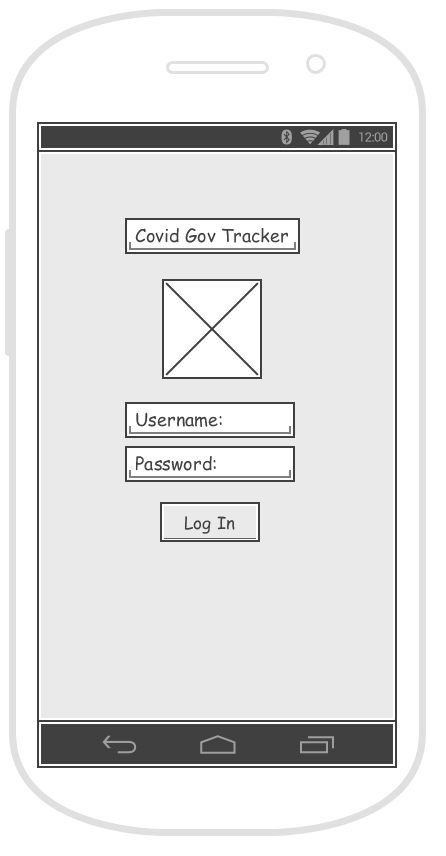 12:00
Covid Gov Tracker
Username:
Password:
Log In